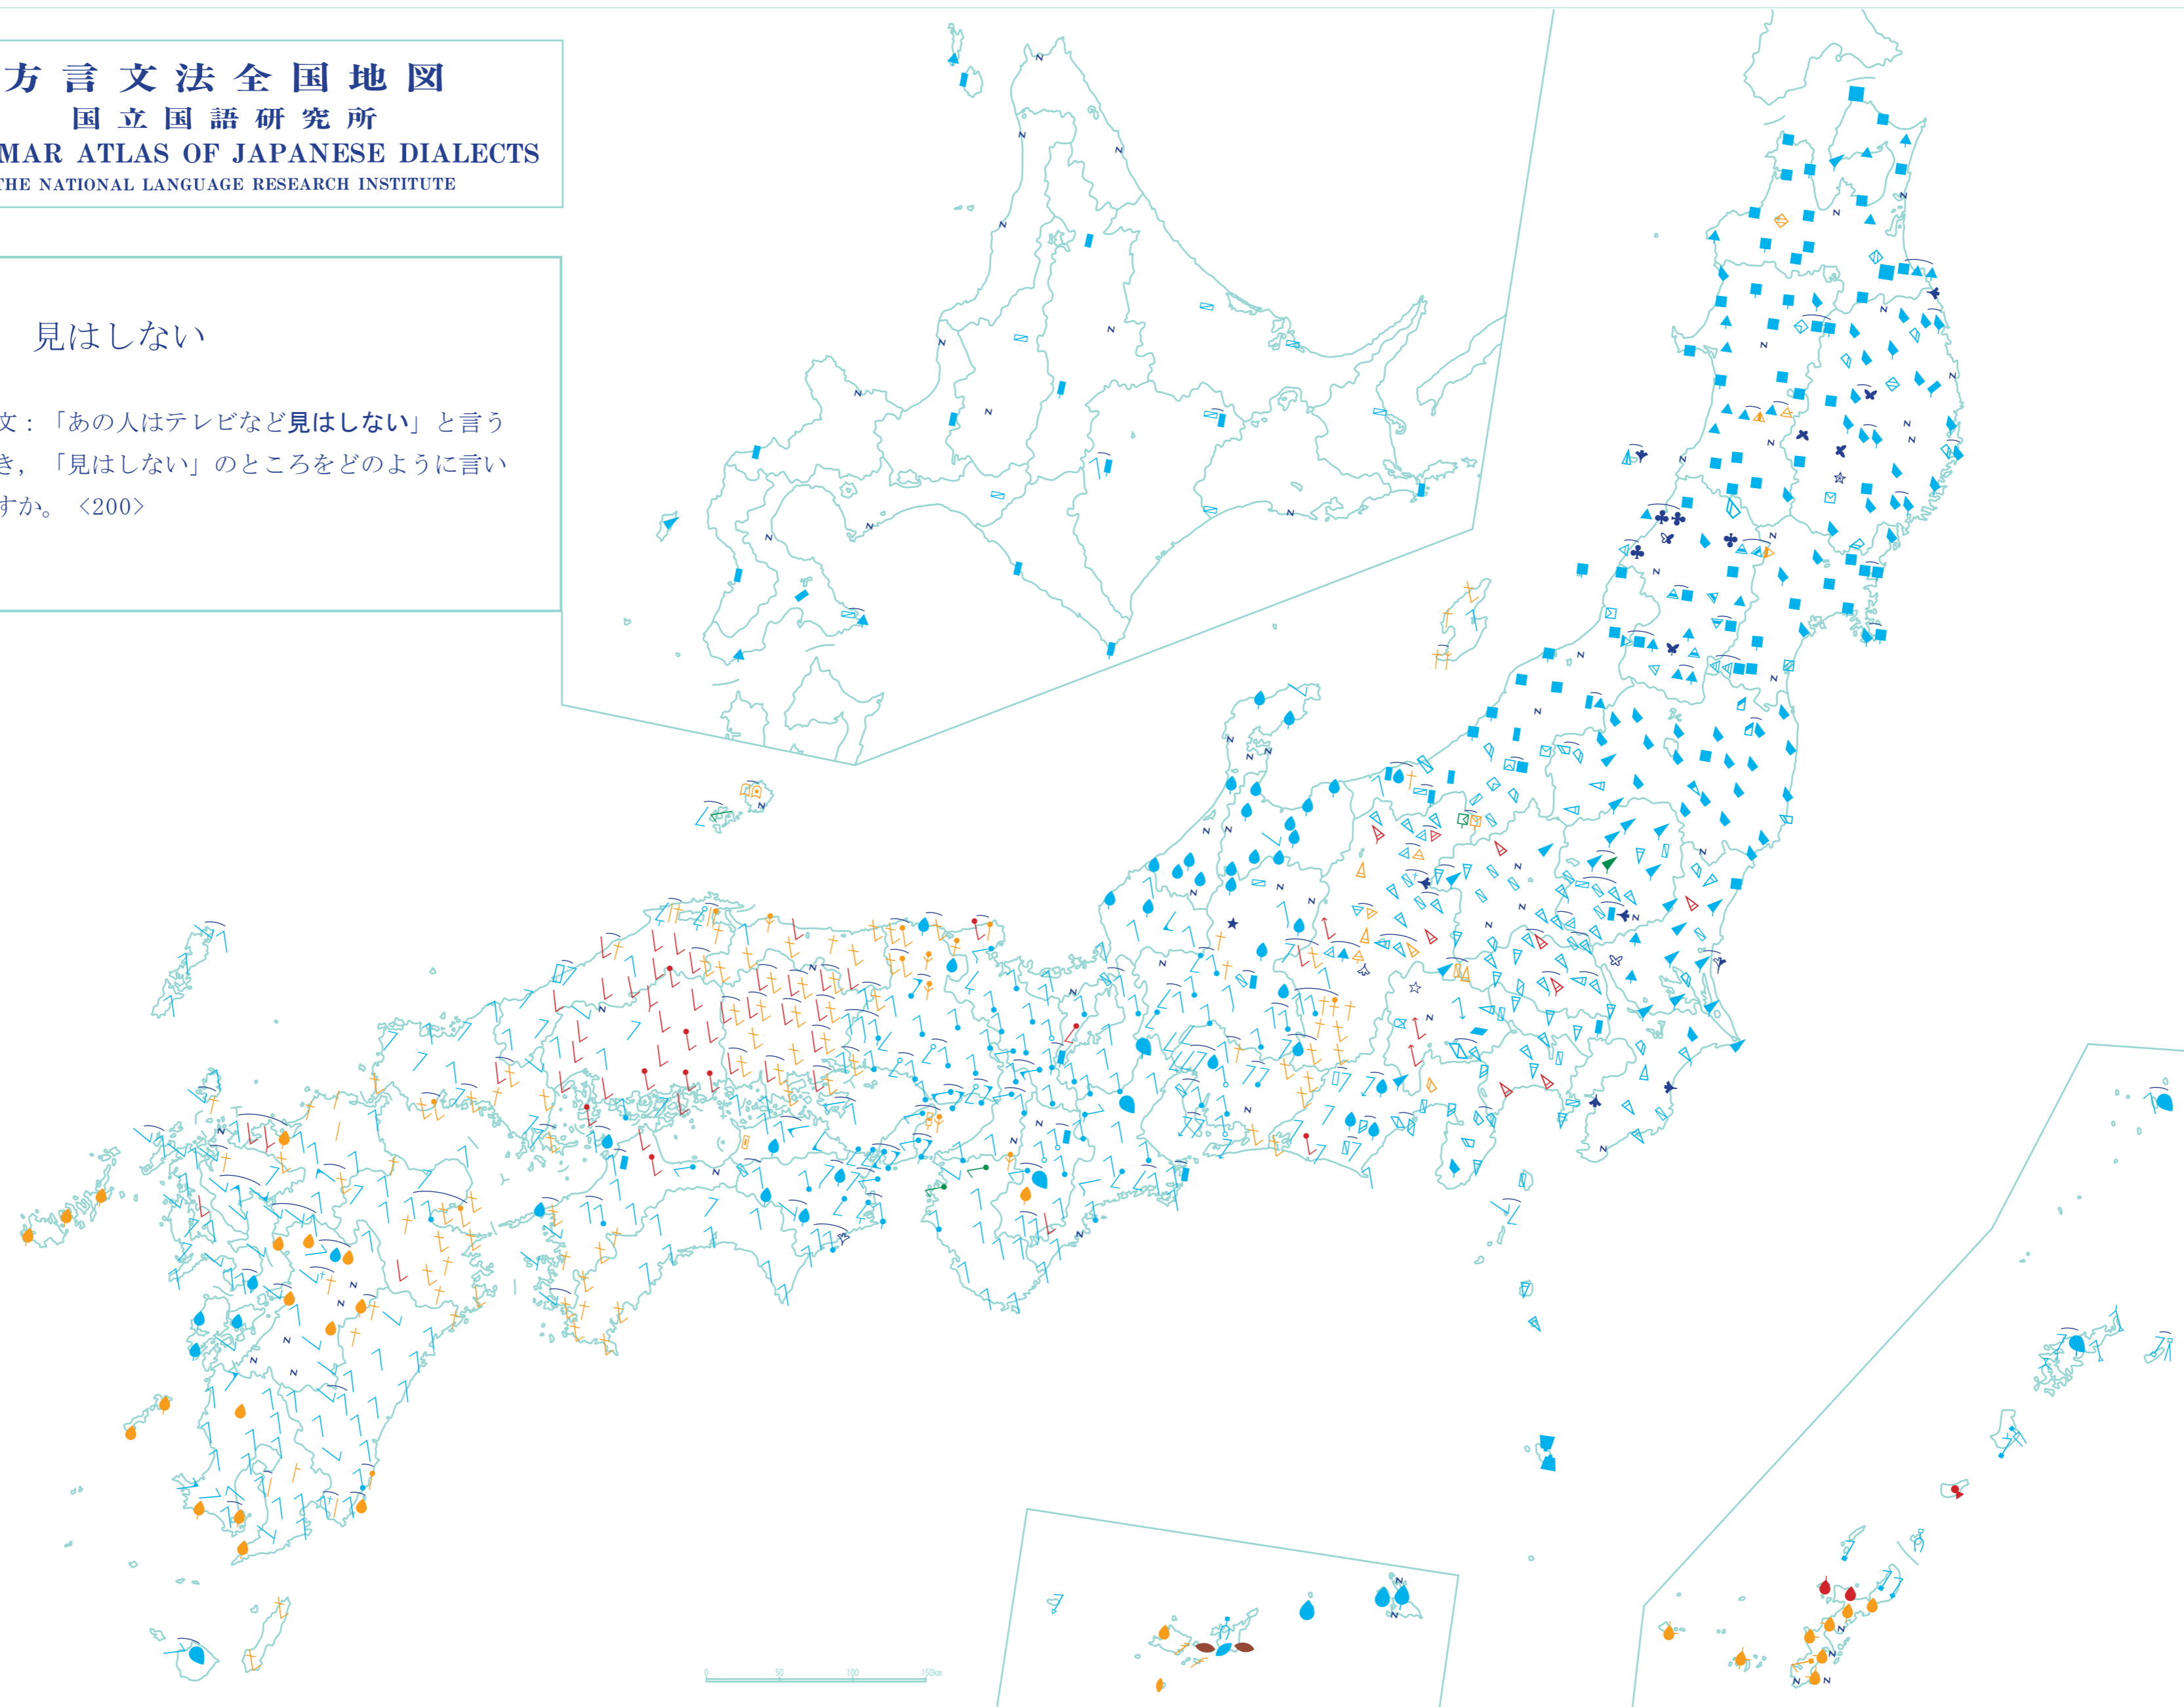 方言文法全国地図
国立国語研究所
MAR ATLAS OF JAPANESE DIALECTS
THE NATIONAL LANGUAGE RESEARCH INSTITUTE
見はしない
文：「あの人はテレビなど見はしない」と言う
き，「見はしない」のところをどのように言い
すか。〈200〉
0 50 100 150km